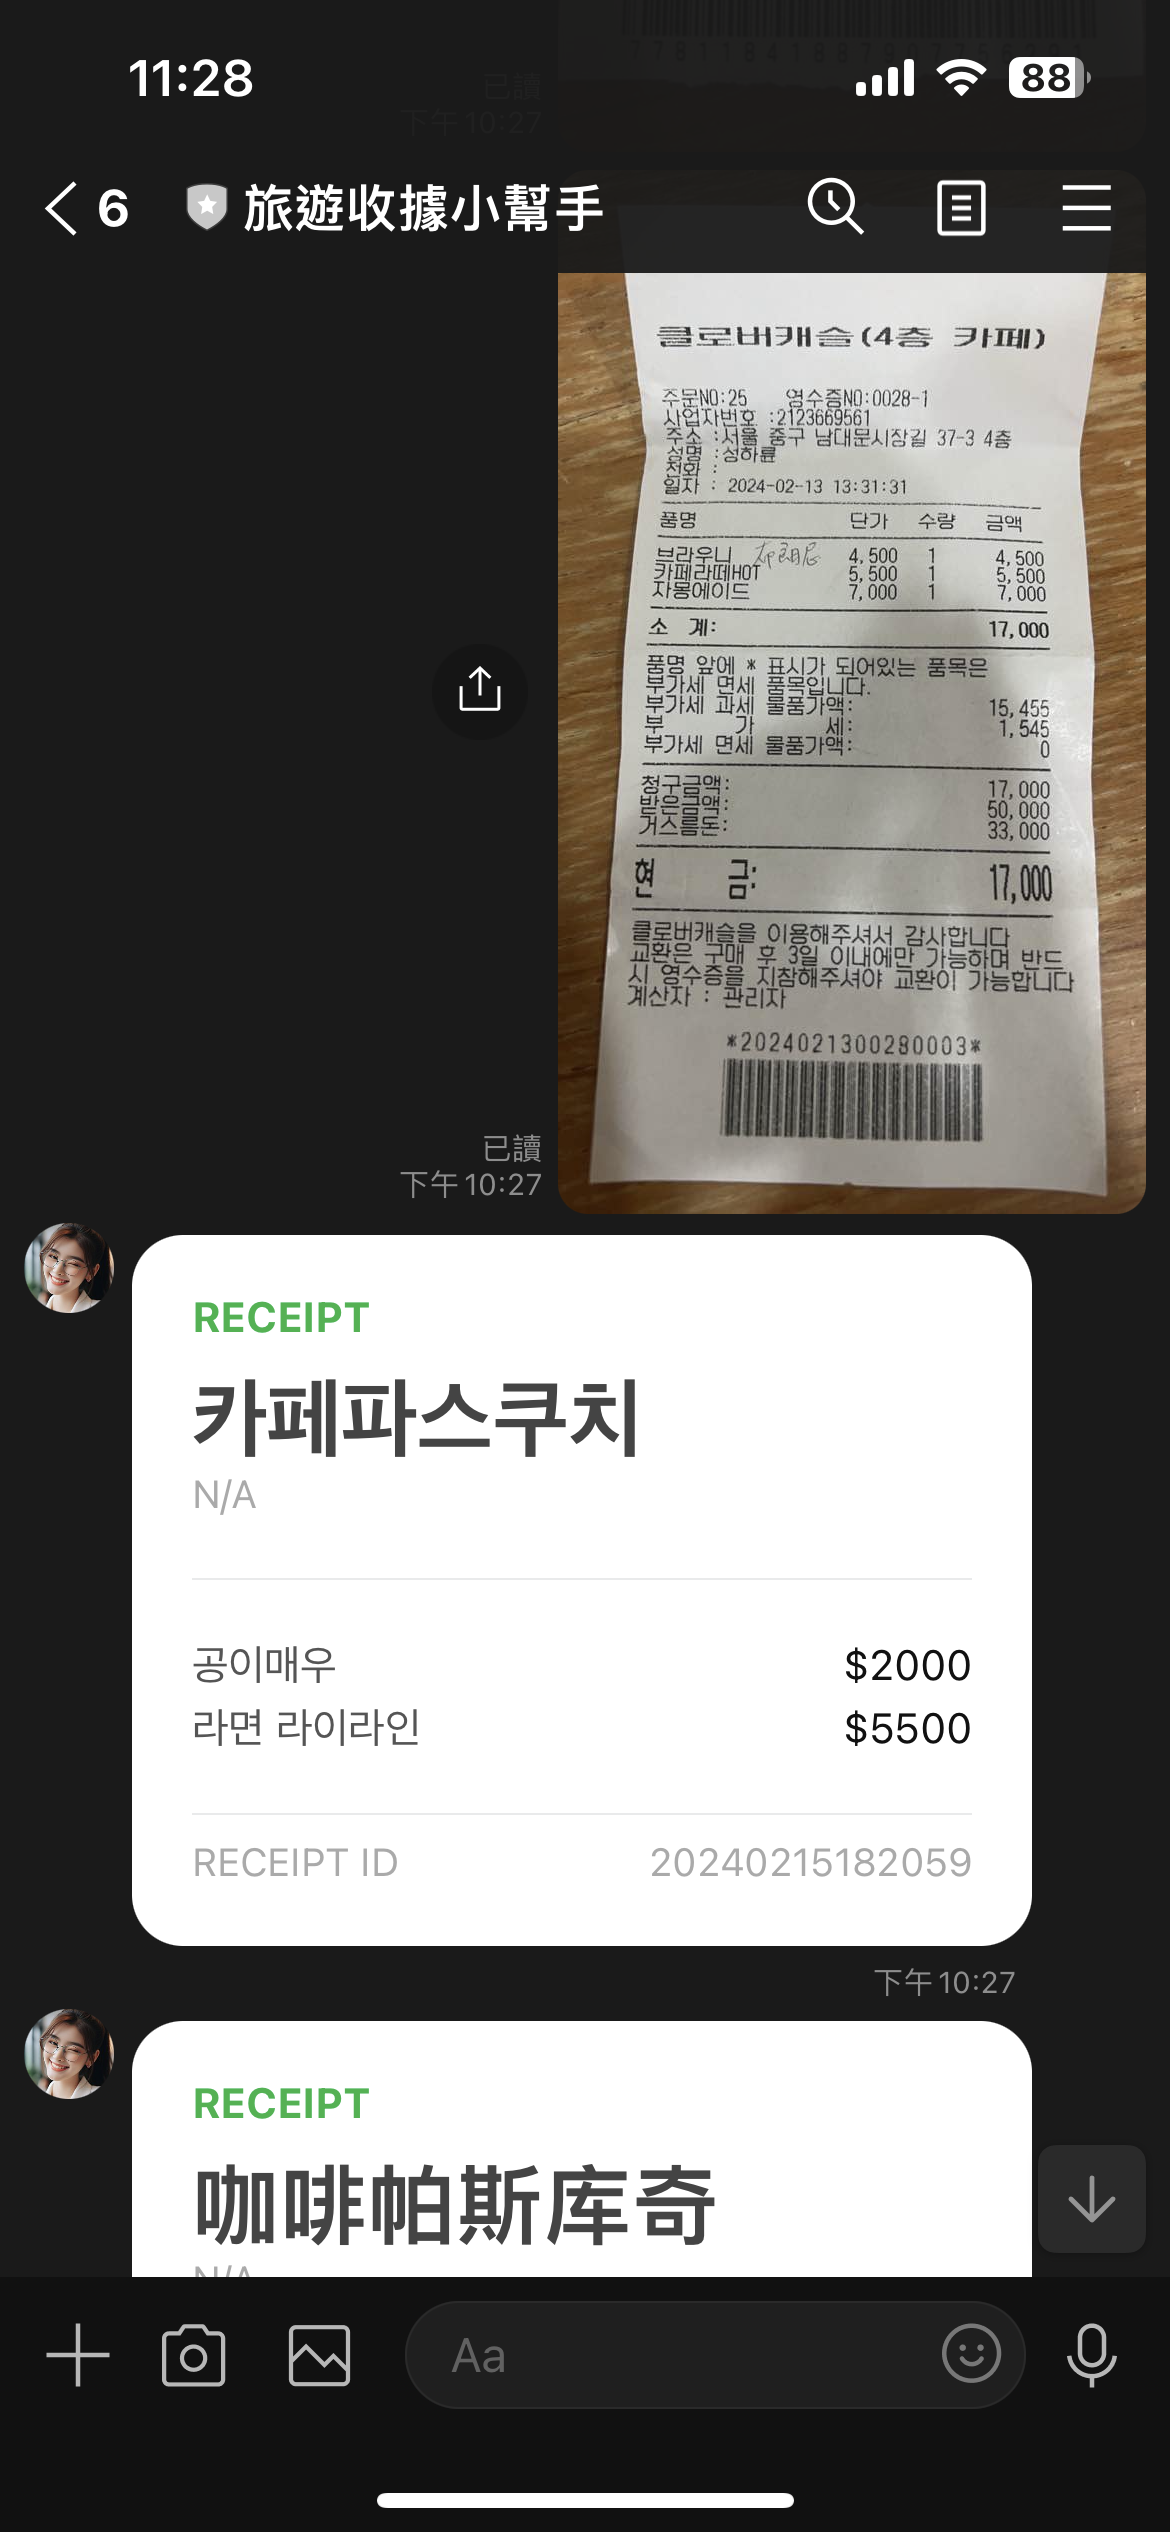 已讀
下午 10:27
11:28
88
6
旅遊收據小幫手
클로버캐슬(4층 카페)
주문NO:25 영수증NO:0028-1
사업자번호 :2123669561
주소 :서울 중구 남대문시장길 37-3 4층
성명 :성하륜
전화 :
일자 : 2024-02-13 13:31:31
품명 단가 수량 금액
브라우니 布朗尼 4,500 1 4,500
카페라떼HOT 5,500 1 5,500
자몽에이드 7,000 1 7,000
소 계: 17,000
품명 앞에 * 표시가 되어있는 품목은
부가세 면세 품목입니다.
부가세 과세 물품가액: 15,455
부 가 세: 1,545
부가세 면세 물품가액: 0
청구금액: 17,000
받은금액: 50,000
거스름돈: 33,000
현 금: 17,000
클로버캐슬을 이용해주셔서 감사합니다
교환은 구매 후 3일 이내에만 가능하며 반드
시 영수증을 지참해주셔야 교환이 가능합니다
계산자 : 관리자
*2024021300280003*
已讀
下午 10:27
RECEIPT
카페파스쿠치
N/A
공이매우 $2000
라면 라이라인 $5500
RECEIPT ID 20240215182059
下午 10:27
RECEIPT
咖啡帕斯库奇
N/A
Aa